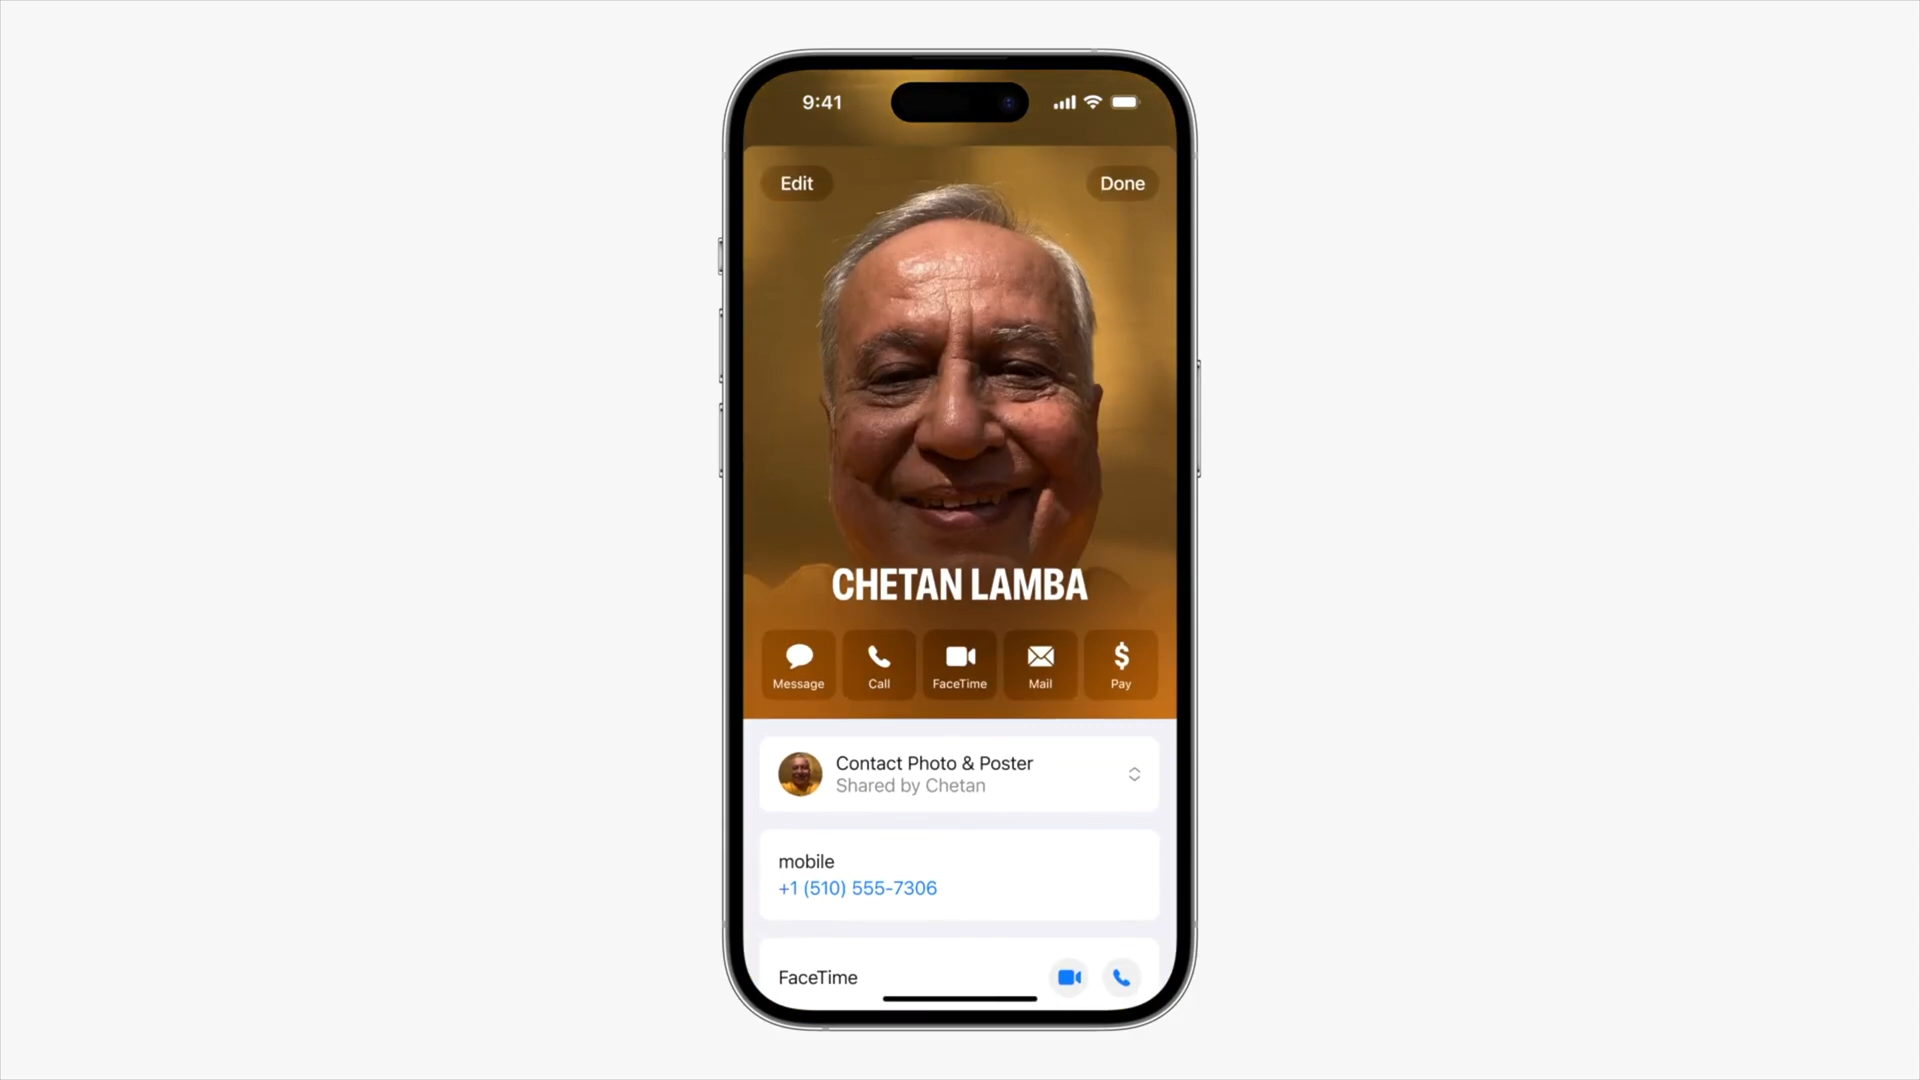 9:41
Edit
Done
CHETAN LAMBA
Message
Call
FaceTime
Mail
$
Pay
Contact Photo & Poster
Shared by Chetan
mobile
+1 (510) 555-7306
FaceTime